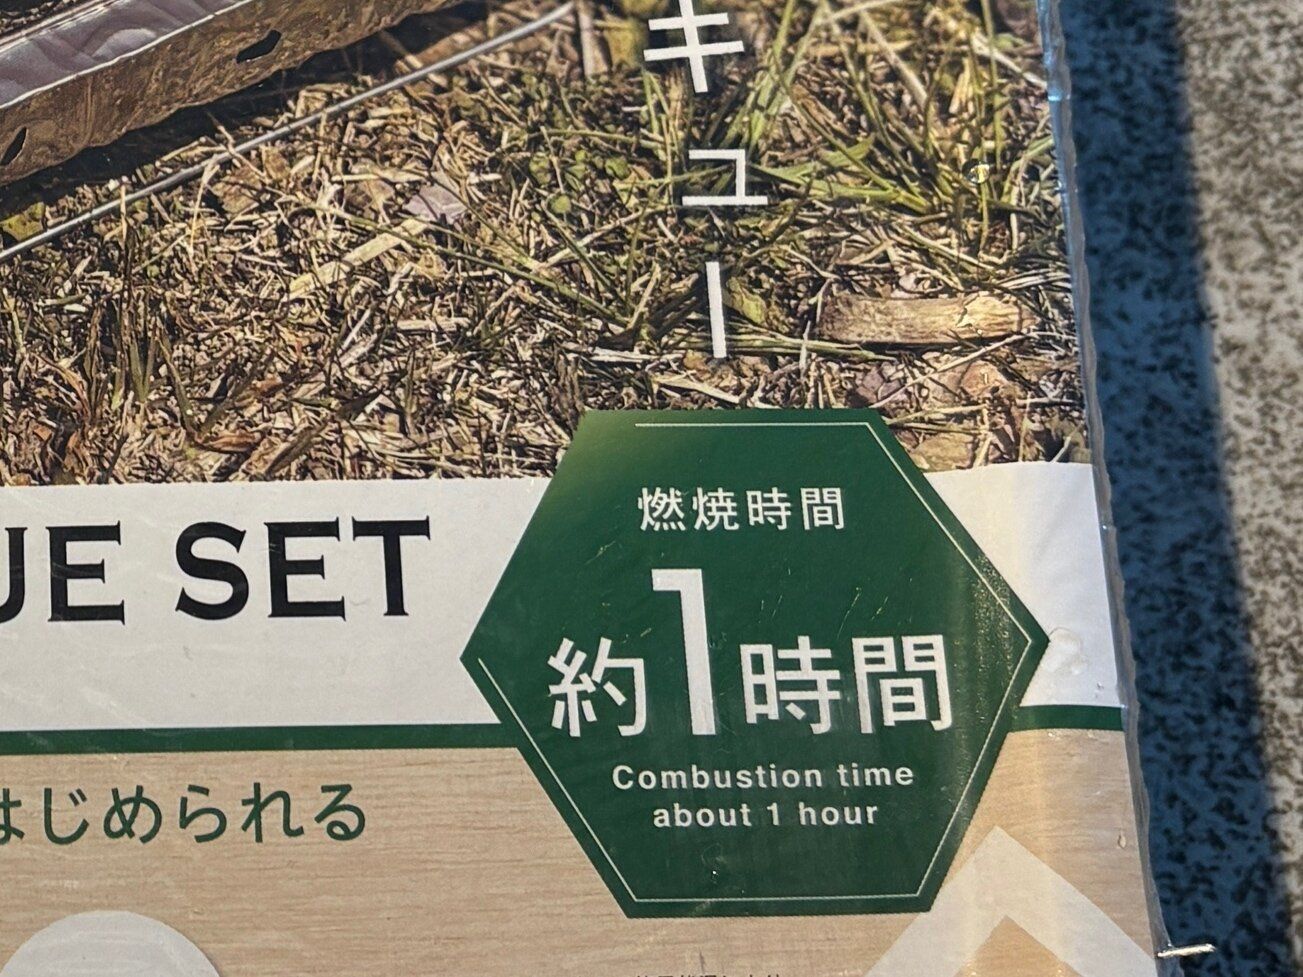 キュー
UE SET
燃焼時間
約1時間
Combustion time
about 1 hour
はじめられる